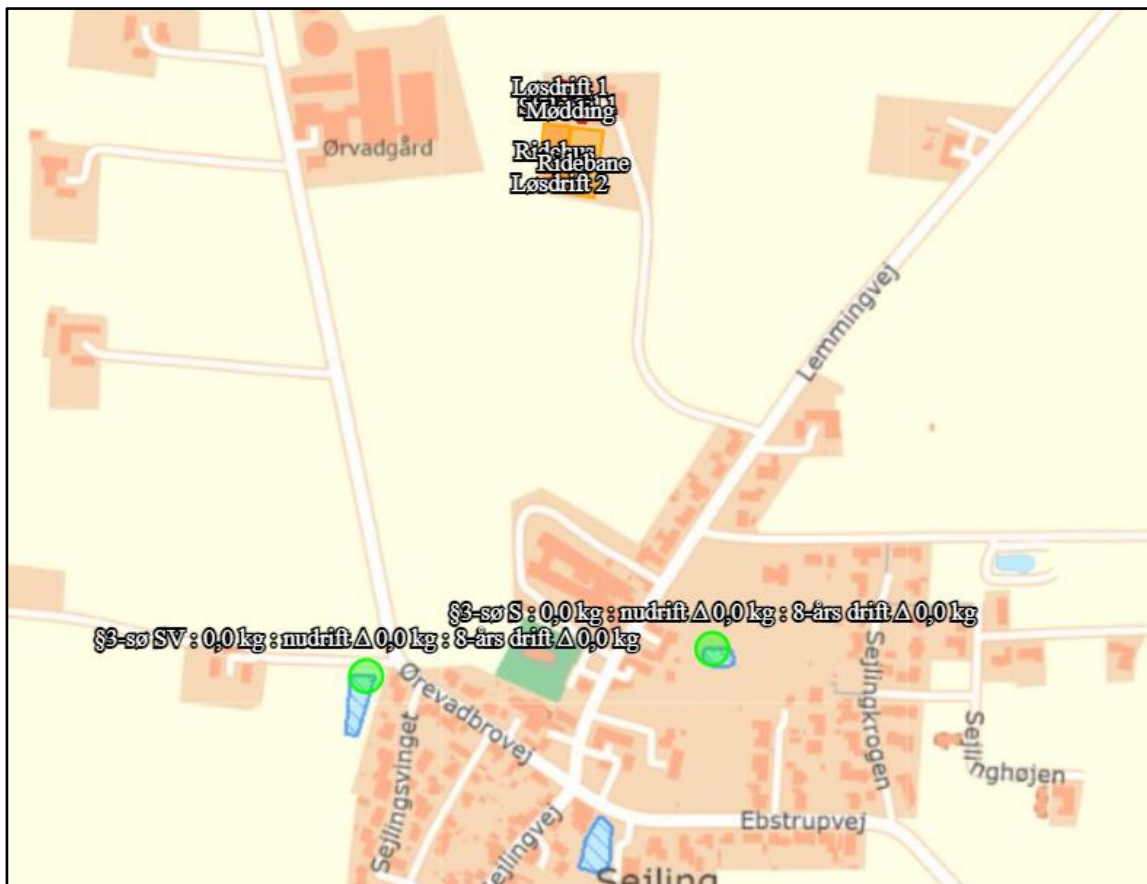 Løsdrift 1
Mødding
Ørvadgård
Ridehus
Ridebane
Løsdrift 2
Lemmingvej
§3-sø S : 0,0 kg : nudrift Δ 0,0 kg : 8-års drift Δ 0,0 kg
§3-sø SV : 0,0 kg : nudrift Δ 0,0 kg : 8-års drift Δ 0,0 kg
Ørevadbrovej
Sejlingsvinget
Sejlingkrogen
Sejlinghøjen
Ebstrupvej
Sejlingvej
Sejling